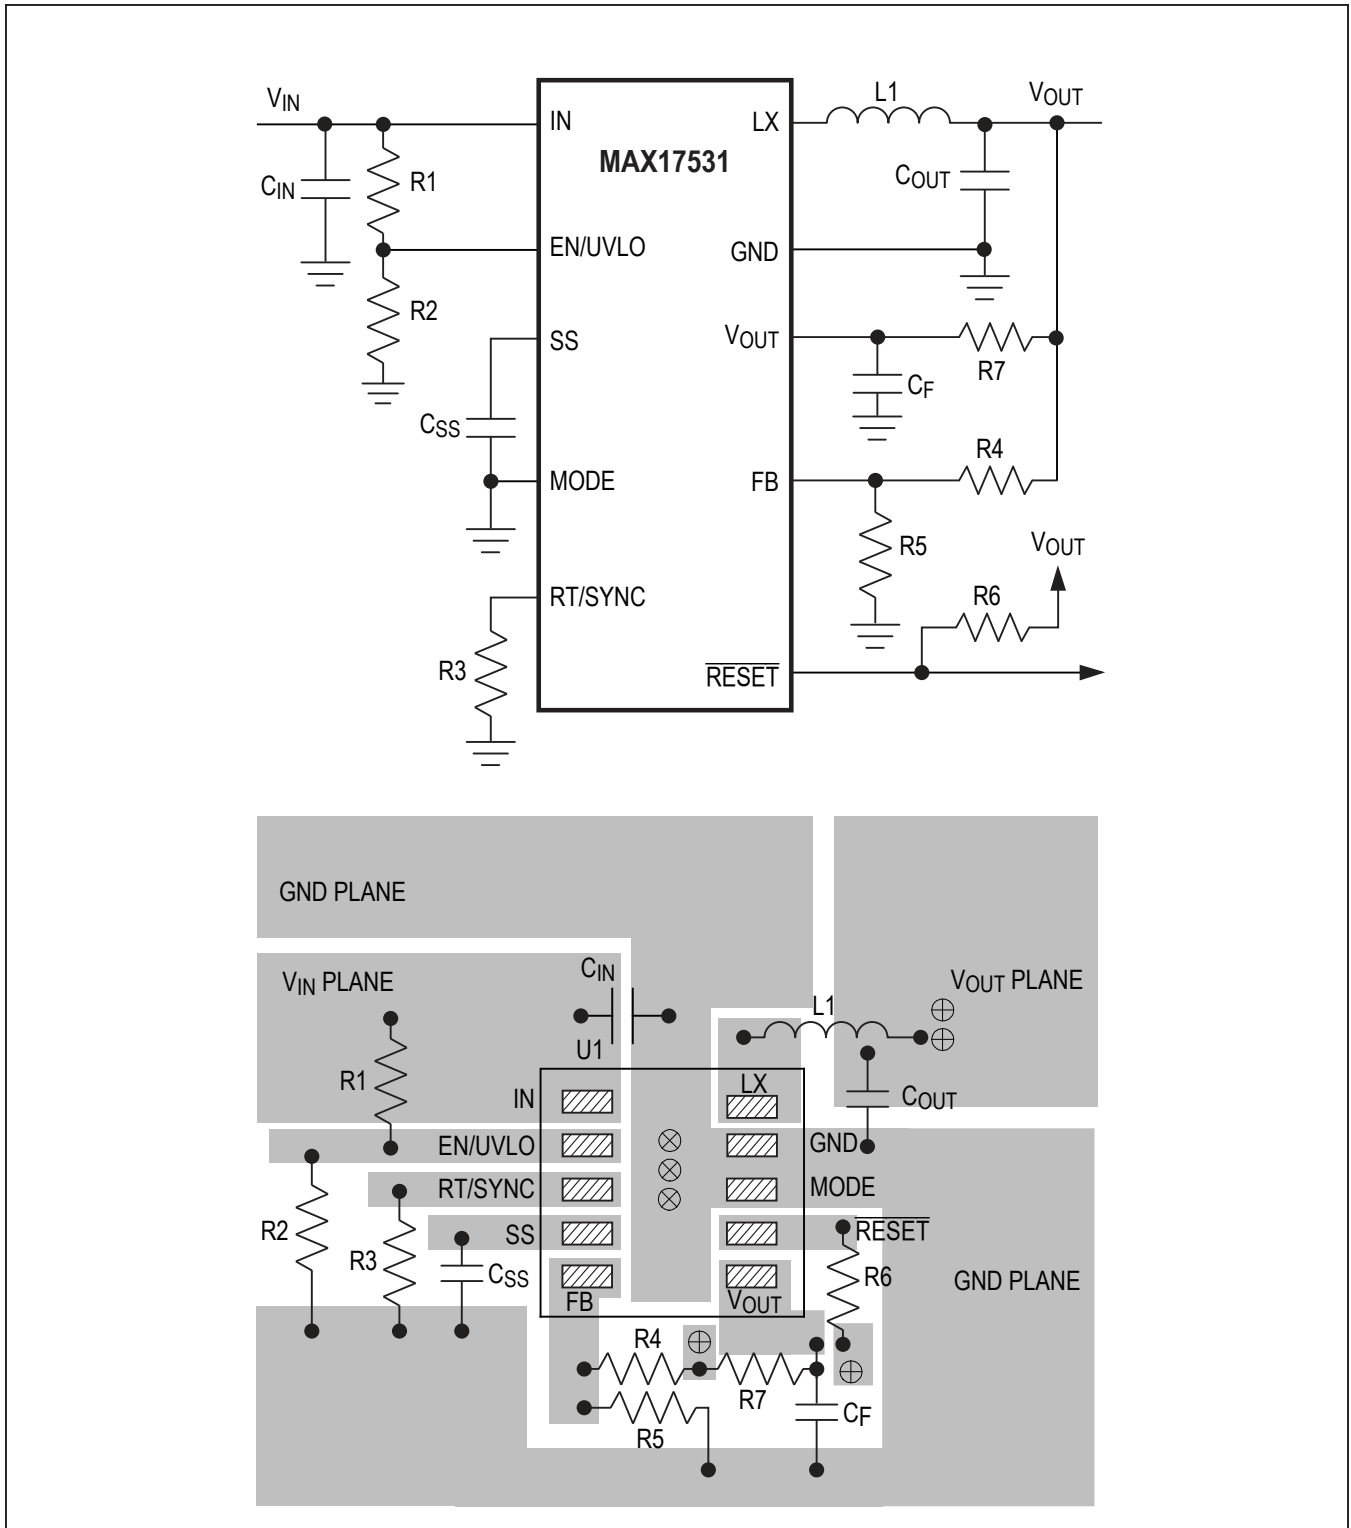 VIN
L1
VOUT
IN
LX
MAX17531
CIN
R1
COUT
EN/UVLO
GND
R2
SS
VOUT
R7
CF
CSS
R4
MODE
FB
R5
VOUT
RT/SYNC
R6
R3
RESET
GND PLANE
VIN PLANE
CIN
VOUT PLANE
L1
U1
R1
LX
IN
COUT
EN/UVLO
GND
RT/SYNC
MODE
R2
SS
RESET
R3
CSS
R6
GND PLANE
FB
VOUT
R4
R7
CF
R5